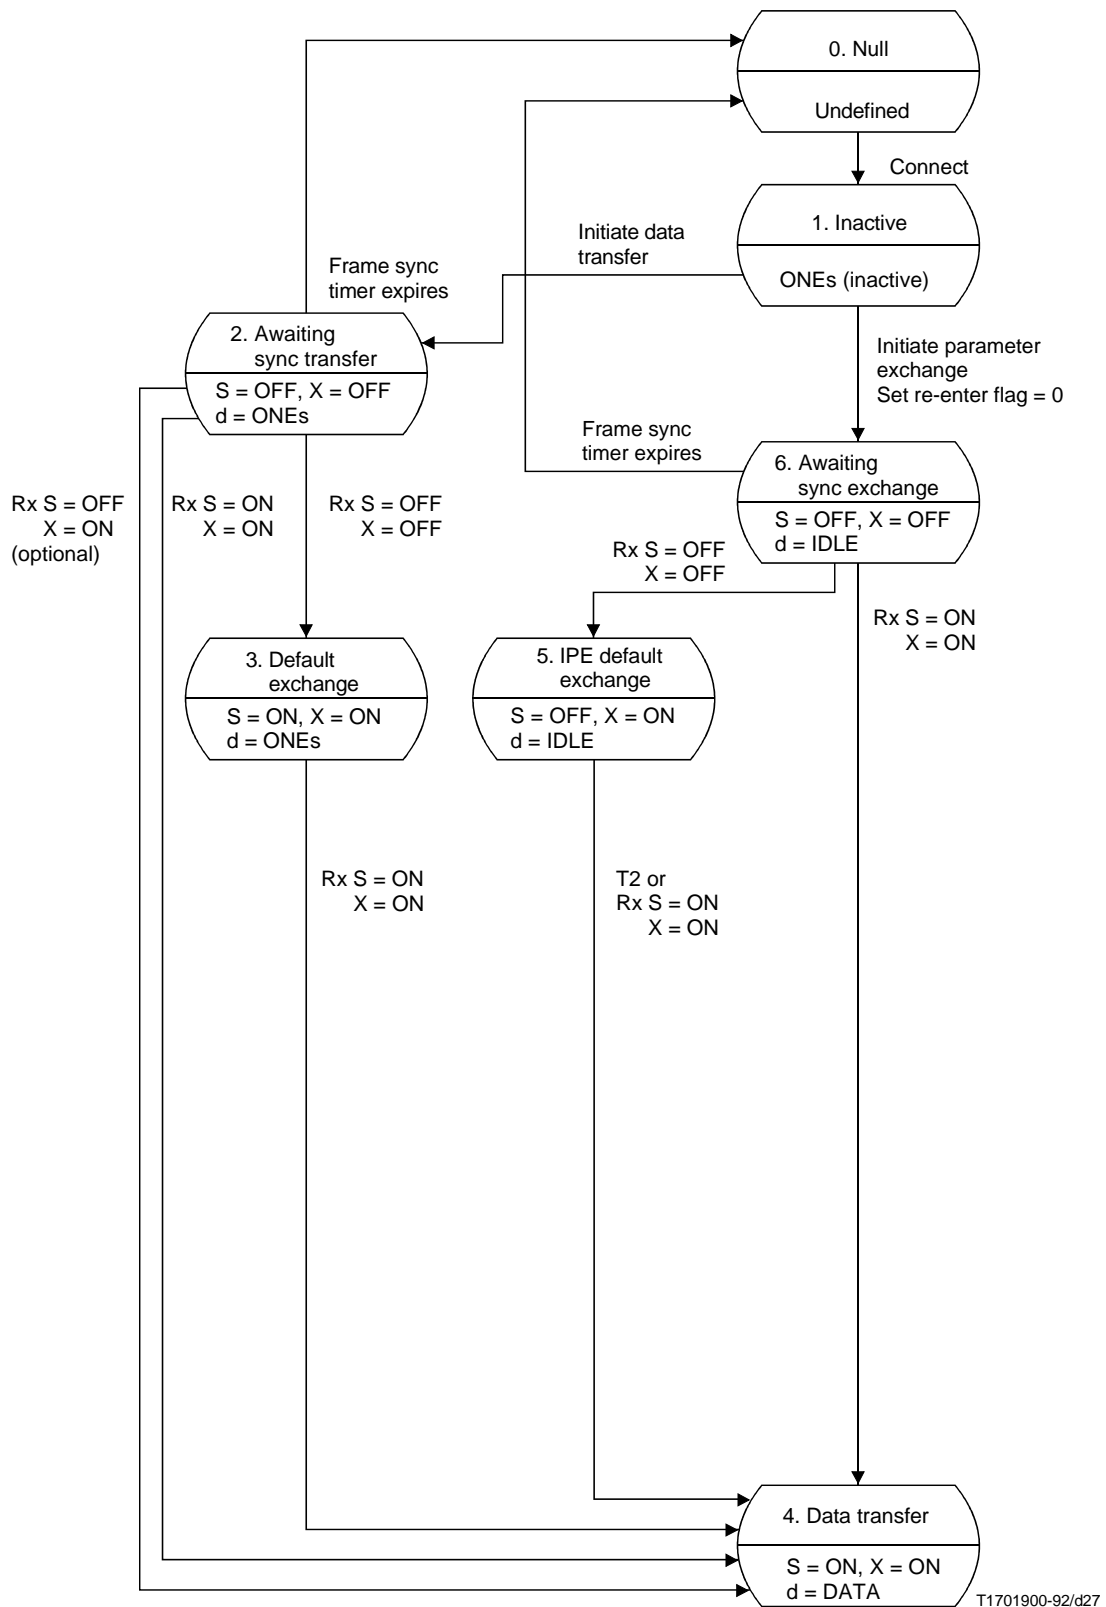 0. Null
Undefined
Connect
1. Inactive
ONEs (inactive)
Initiate data
transfer
Frame sync
timer expires
2. Awaiting
sync transfer
S = OFF, X = OFF
d = ONEs
Initiate parameter
exchange
Set re-enter flag = 0
Frame sync
timer expires
6. Awaiting
sync exchange
S = OFF, X = OFF
d = IDLE
Rx S = OFF
X = ON
(optional)
Rx S = ON
X = ON
Rx S = OFF
X = OFF
Rx S = OFF
X = OFF
Rx S = ON
X = ON
3. Default
exchange
S = ON, X = ON
d = ONEs
5. IPE default
exchange
S = OFF, X = ON
d = IDLE
Rx S = ON
X = ON
T2 or
Rx S = ON
X = ON
4. Data transfer
S = ON, X = ON
d = DATA
T1701900-92/d27